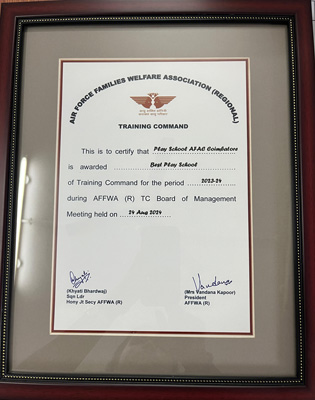 AIR FORCE FAMILIES WELFARE ASSOCIATION (REGIONAL)
TRAINING COMMAND
This is to certify that Play School AFAC Coimbatore
is awarded Best Play School
of Training Command for the period 2023-24
during AFFWA (R) TC Board of Management
Meeting held on 24 Aug 2024
(Khyati Bhardwaj)
Sqn Ldr
Hony Jt Secy AFFWA (R)
Vandana
(Mrs Vandana Kapoor)
President
AFFWA (R)